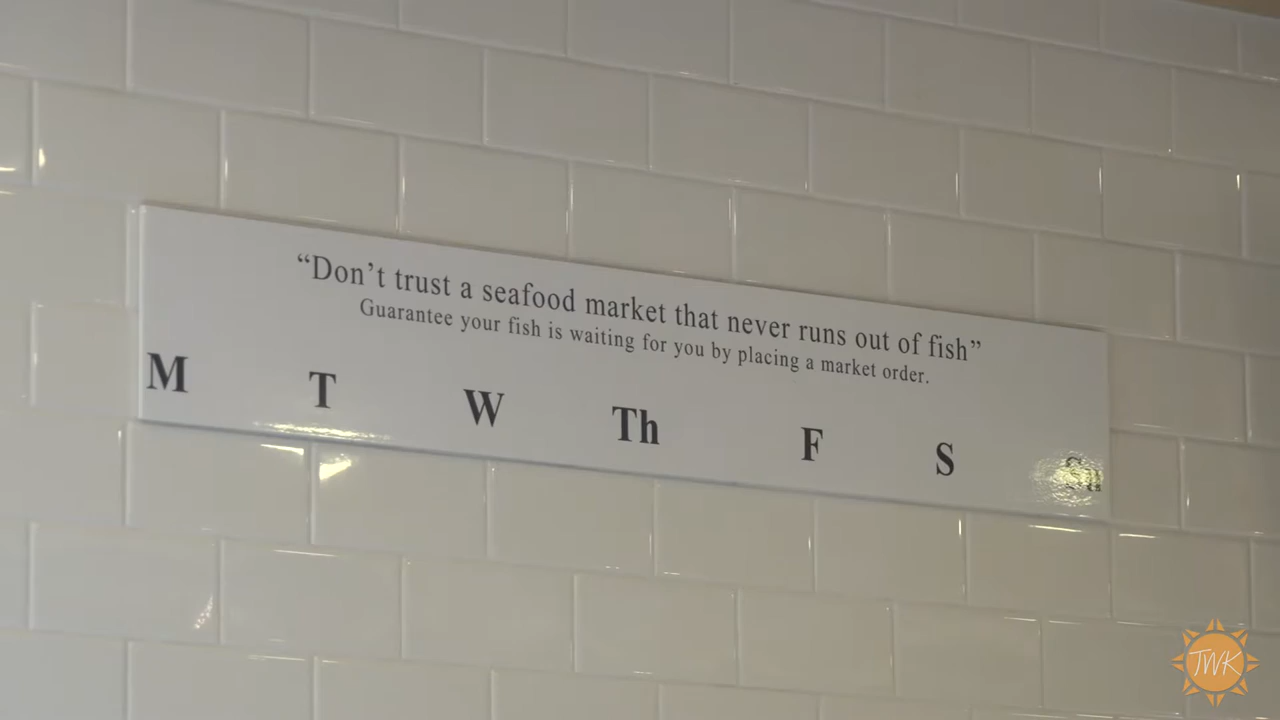 “Don’t trust a seafood market that never runs out of fish”
Guarantee your fish is waiting for you by placing a market order.
M T W Th F S Su
TWK